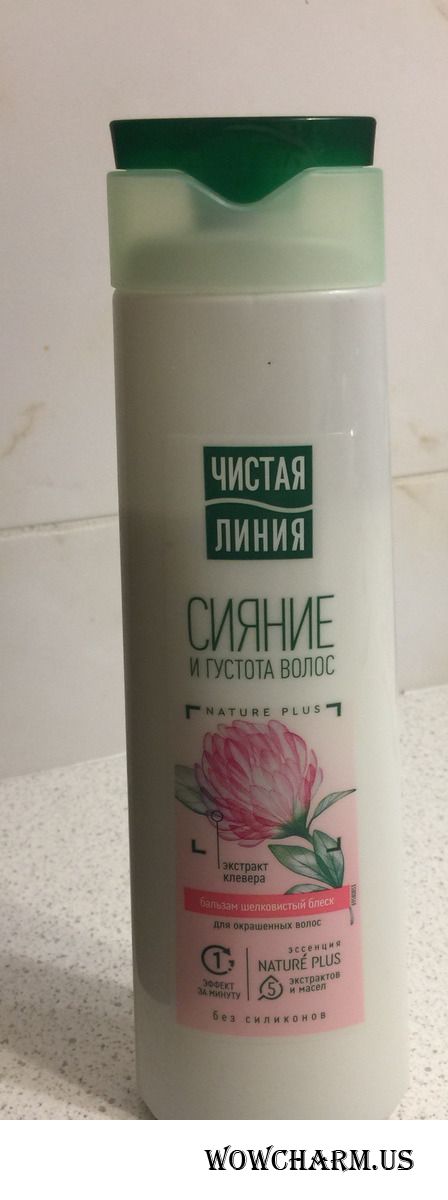 ЧИСТАЯ
ЛИНИЯ
СИЯНИЕ
И ГУСТОТА ВОЛОС
NATURE PLUS
экстракт
клевера
бальзам шелковистый блеск
для окрашенных волос
1
ЭФФЕКТ
ЗА МИНУТУ
эссенция
NATURÉ PLUS
5 экстрактов
и масел
без силиконов
WOWCHARM.US